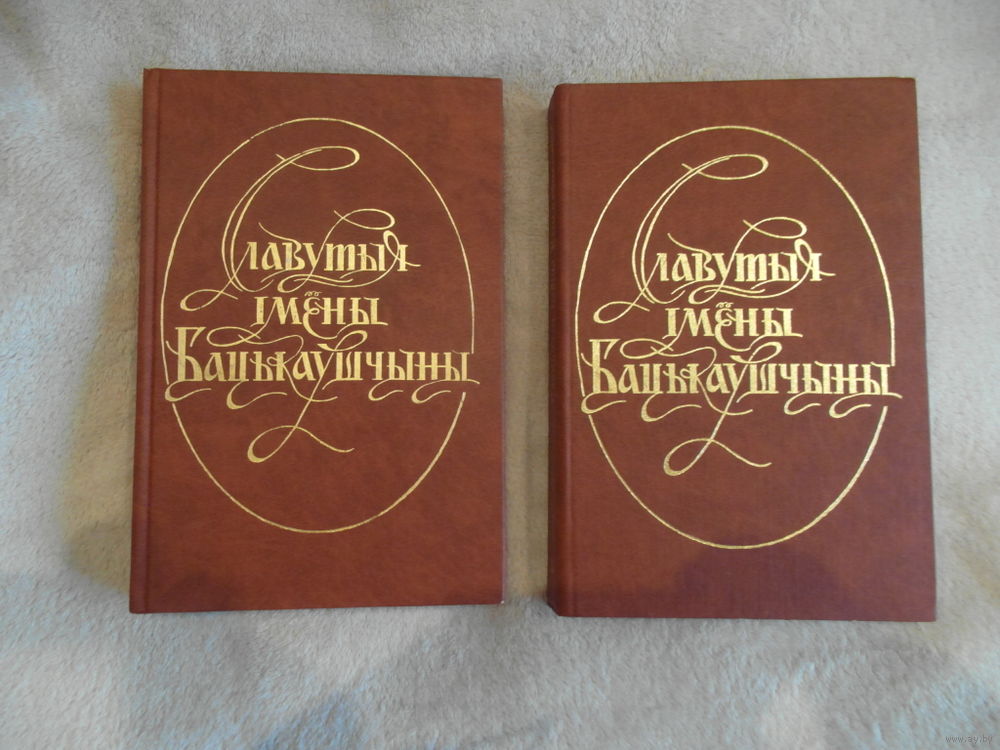 Славутыя
імёны
Бацькаўшчыны
Славутыя
імёны
Бацькаўшчыны
www.ay.by